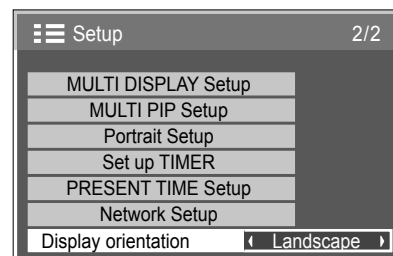 Setup 2/2
MULTI DISPLAY Setup
MULTI PIP Setup
Portrait Setup
Set up TIMER
PRESENT TIME Setup
Network Setup
Display orientation Landscape